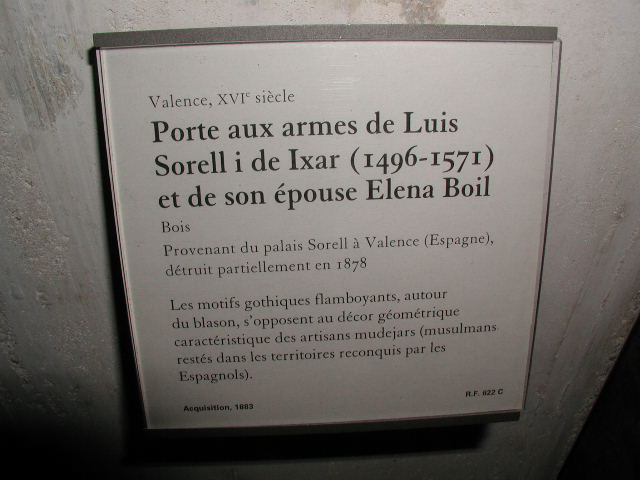 Valence, XVIe siècle
Porte aux armes de Luis
Sorell i de Ixar (1496-1571)
et de son épouse Elena Boil
Bois
Provenant du palais Sorell à Valence (Espagne),
détruit partiellement en 1878
Les motifs gothiques flamboyants, autour
du blason, s'opposent au décor géométrique
caractéristique des artisans mudejars (musulmans
restés dans les territoires reconquis par les
Espagnols).
Acquisition, 1883
R.F. 622 C